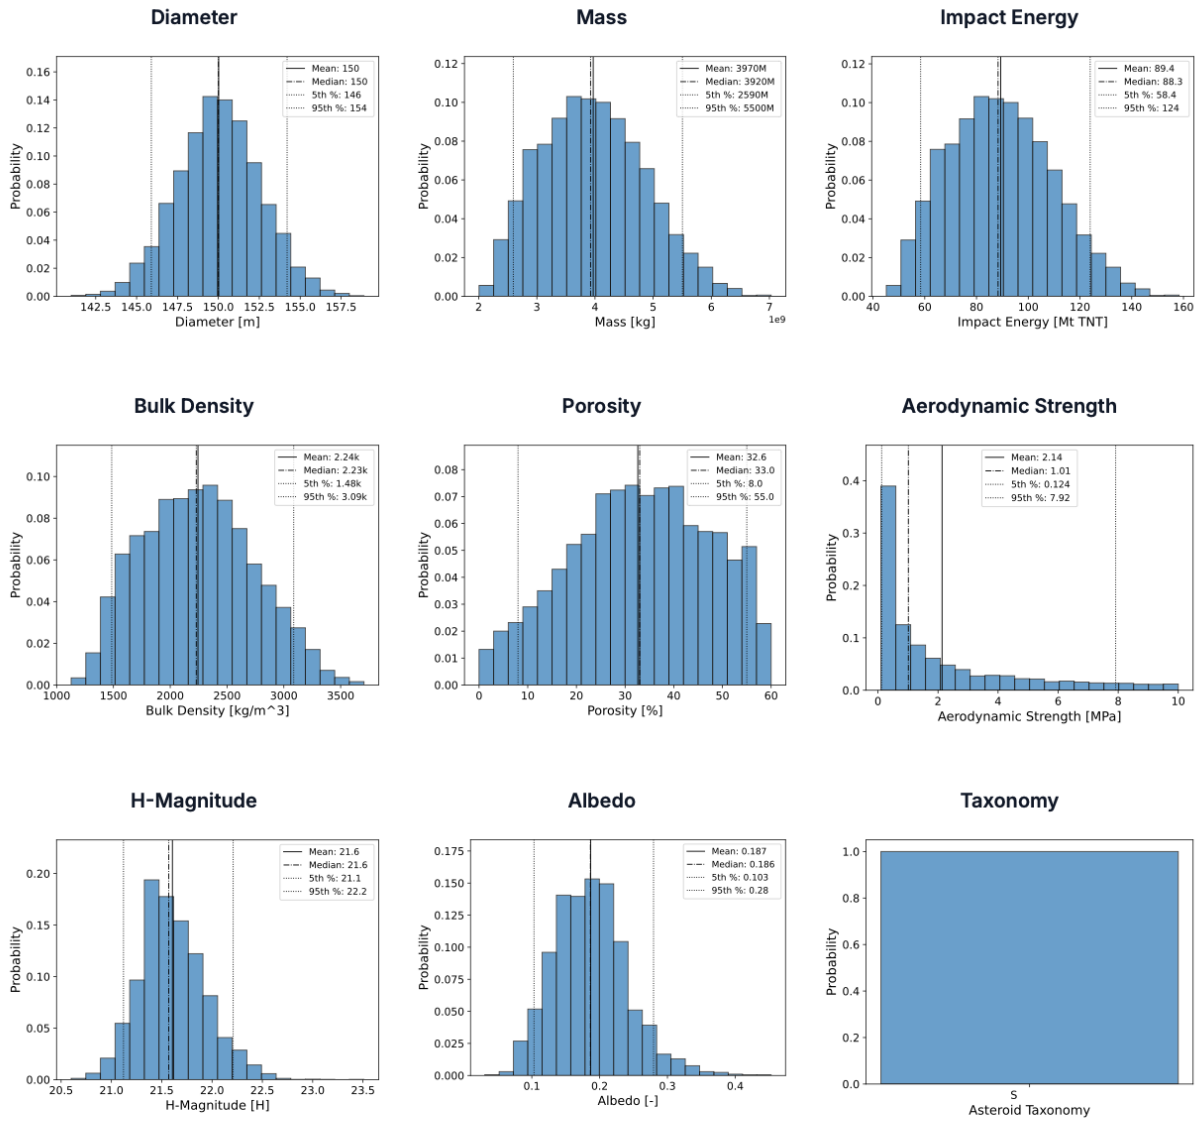 Diameter
Mean: 150
Median: 150
5th %: 146
95th %: 154
Probability
0.16
0.14
0.12
0.10
0.08
0.06
0.04
0.02
0.00
142.5 145.0 147.5 150.0 152.5 155.0 157.5
Diameter [m]
Mass
Mean: 3970M
Median: 3920M
5th %: 2590M
95th %: 5500M
Probability
0.12
0.10
0.08
0.06
0.04
0.02
0.00
2 3 4 5 6 7
1e9
Mass [kg]
Impact Energy
Mean: 89.4
Median: 88.3
5th %: 58.4
95th %: 124
Probability
0.12
0.10
0.08
0.06
0.04
0.02
0.00
40 60 80 100 120 140 160
Impact Energy [Mt TNT]
Bulk Density
Mean: 2.24k
Median: 2.23k
5th %: 1.48k
95th %: 3.09k
Probability
0.10
0.08
0.06
0.04
0.02
0.00
1000 1500 2000 2500 3000 3500
Bulk Density [kg/m^3]
Porosity
Mean: 32.6
Median: 33.0
5th %: 8.0
95th %: 55.0
Probability
0.08
0.07
0.06
0.05
0.04
0.03
0.02
0.01
0.00
0 10 20 30 40 50 60
Porosity [%]
Aerodynamic Strength
Mean: 2.14
Median: 1.01
5th %: 0.124
95th %: 7.92
Probability
0.4
0.3
0.2
0.1
0.0
0 2 4 6 8 10
Aerodynamic Strength [MPa]
H-Magnitude
Mean: 21.6
Median: 21.6
5th %: 21.1
95th %: 22.2
Probability
0.20
0.15
0.10
0.05
0.00
20.5 21.0 21.5 22.0 22.5 23.0 23.5
H-Magnitude [H]
Albedo
Mean: 0.187
Median: 0.186
5th %: 0.103
95th %: 0.28
Probability
0.175
0.150
0.125
0.100
0.075
0.050
0.025
0.000
0.1 0.2 0.3 0.4
Albedo [-]
Taxonomy
Probability
1.0
0.8
0.6
0.4
0.2
0.0
S
Asteroid Taxonomy